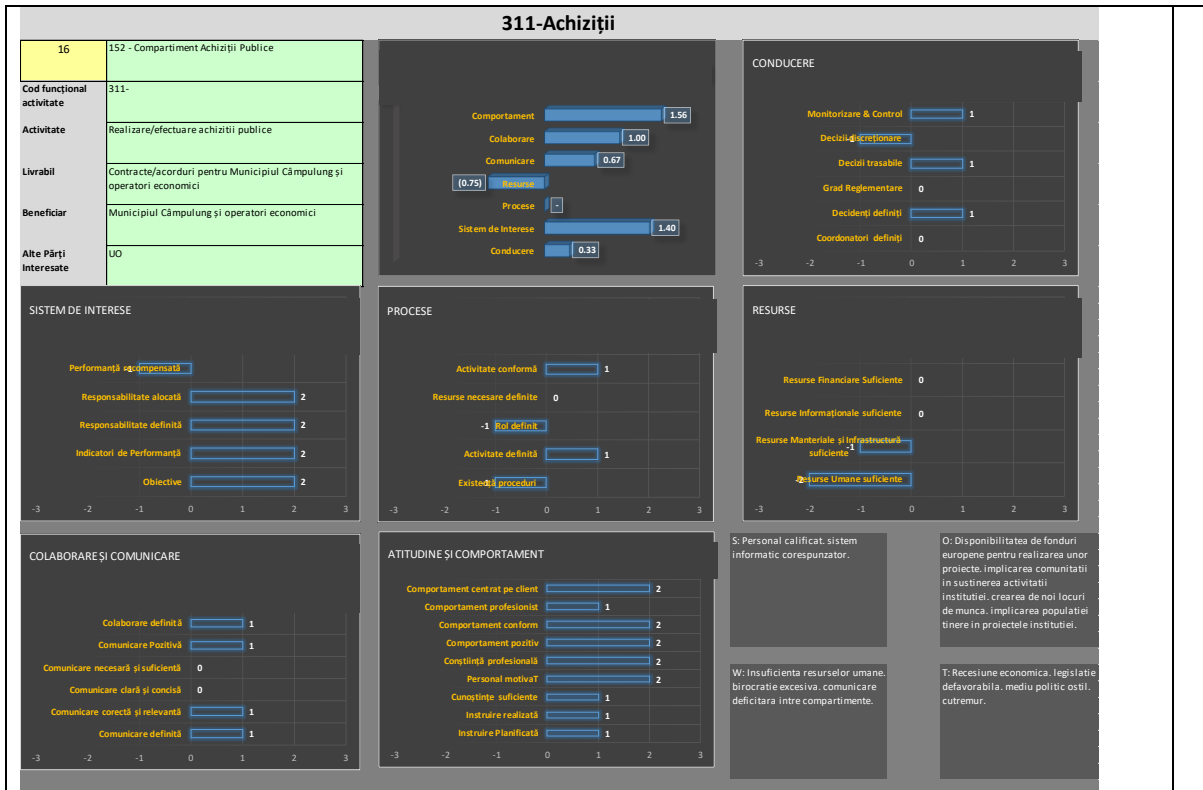 311-Achiziții
16
152 - Compartiment Achiziții Publice
Cod funcțional
activitate
311-
Activitate
Realizare/efectuare achizitii publice
Livrabil
Contracte/acorduri pentru Municipiul Câmpulung și
operatori economici
Beneficiar
Municipiul Câmpulung și operatori economici
Alte Părți
Interesate
UO
Comportament 1.56
Colaborare 1.00
Comunicare 0.67
(0.75) Resurse
Procese -
Sistem de Interese 1.40
Conducere 0.33
CONDUCERE
Monitorizare & Control 1
Decizii discreționare -1
Decizii trasabile 1
Grad Reglementare 0
Decidenți definiți 1
Coordonatori definiți 0
-3 -2 -1 0 1 2 3
SISTEM DE INTERESE
Performanță recompensată -1
Responsabilitate alocată 2
Responsabilitate definită 2
Indicatori de Performanță 2
Obiective 2
-3 -2 -1 0 1 2 3
PROCESE
Activitate conformă 1
Resurse necesare definite 0
-1 Rol definit
Activitate definită 1
Existență proceduri -1
-3 -2 -1 0 1 2 3
RESURSE
Resurse Financiare Suficiente 0
Resurse Informaționale suficiente 0
Resurse Manteriale și Infrastructură
suficiente -1
Resurse Umane suficiente -2
-3 -2 -1 0 1 2 3
COLABORARE ȘI COMUNICARE
Colaborare definită 1
Comunicare Pozitivă 1
Comunicare necesară și suficientă 0
Comunicare clară și concisă 0
Comunicare corectă și relevantă 1
Comunicare definită 1
-3 -2 -1 0 1 2 3
ATITUDINE ȘI COMPORTAMENT
Comportament centrat pe client 2
Comportament profesionist 1
Comportament conform 2
Comportament pozitiv 2
Conștiință profesională 2
Personal motivaT 2
Cunoștințe suficiente 1
Instruire realizată 1
Instruire Planificată 1
-3 -2 -1 0 1 2 3
S: Personal calificat. sistem
informatic corespunzator.
O: Disponibilitatea de fonduri
europene pentru realizarea unor
proiecte. implicarea comunitatii
in sustinerea activitatii
institutiei. crearea de noi locuri
de munca. implicarea populatiei
tinere in proiectele institutiei.
W: Insuficienta resurselor umane.
birocratie excesiva. comunicare
deficitara intre compartimente.
T: Recesiune economica. legislatie
defavorabila. mediu politic ostil.
cutremur.